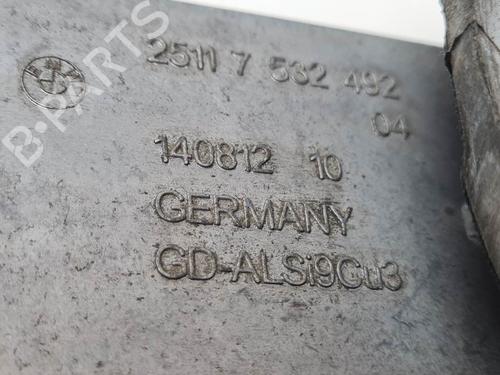 2511 7 532 492
04
140812 10
GERMANY
GD-ALSi9Cu3
B-PARTS